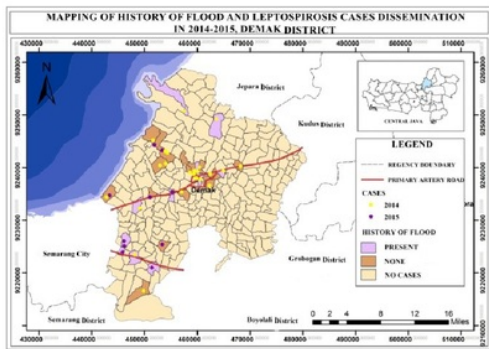 MAPPING OF HISTORY OF FLOOD AND LEPTOSPIROSIS CASES DISSEMINATION
IN 2014-2015, DEMAK DISTRICT
430000 440000 450000 460000 470000 480000 490000 500000 510000
9260000
9250000
9240000
9230000
9220000
9210000
N
Jepara District
Kudus District
Demak
Semarang City
Grobogan District
Semarang District
Boyolali District
CENTRAL JAVA
LEGEND
REGENCY BOUNDARY
PRIMARY ARTERY ROAD
CASES
2014
2015
HISTORY OF FLOOD
PRESENT
NONE
NO CASES
0 2 4 8 12 16
Miles